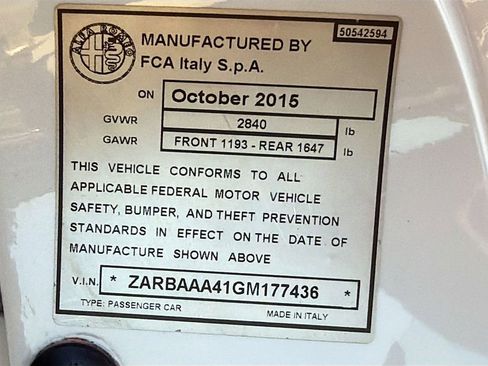 50542594
ALFA ROMEO
MANUFACTURED BY
FCA Italy S.p.A.
ON October 2015
GVWR 2840 lb
GAWR FRONT 1193 - REAR 1647 lb
THIS VEHICLE CONFORMS TO ALL
APPLICABLE FEDERAL MOTOR VEHICLE
SAFETY, BUMPER, AND THEFT PREVENTION
STANDARDS IN EFFECT ON THE DATE OF
MANUFACTURE SHOWN ABOVE
V.I.N. * ZARBAAA41GM177436 *
TYPE: PASSENGER CAR MADE IN ITALY